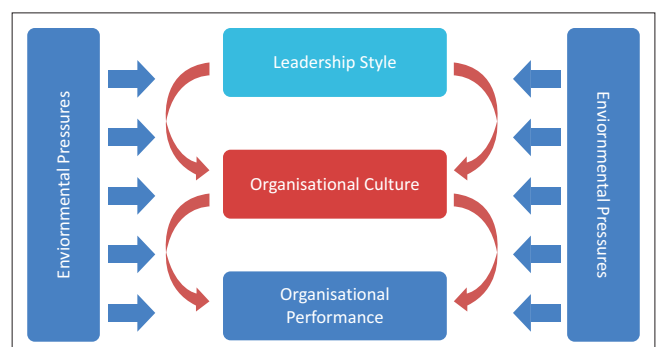 Enviornmental Pressures
Leadership Style
Organisational Culture
Organisational
Performance
Enviornmental Pressures